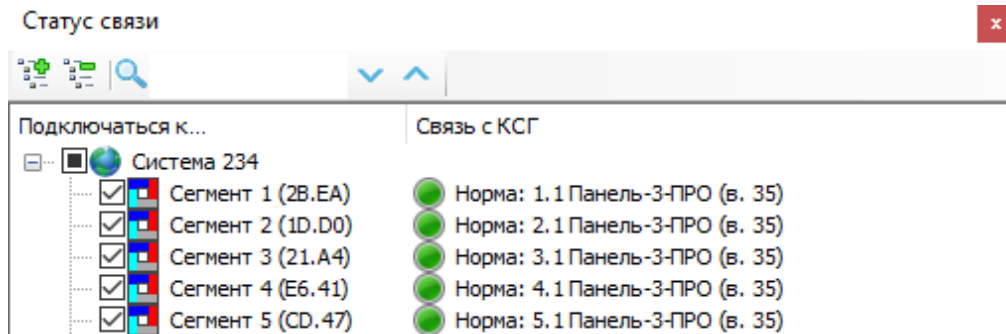 Статус связи
x
Подключаться к... Связь с КСГ
Система 234
Сегмент 1 (2B.EA) Норма: 1.1 Панель-3-ПРО (в. 35)
Сегмент 2 (1D.D0) Норма: 2.1 Панель-3-ПРО (в. 35)
Сегмент 3 (21.A4) Норма: 3.1 Панель-3-ПРО (в. 35)
Сегмент 4 (E6.41) Норма: 4.1 Панель-3-ПРО (в. 35)
Сегмент 5 (CD.47) Норма: 5.1 Панель-3-ПРО (в. 35)